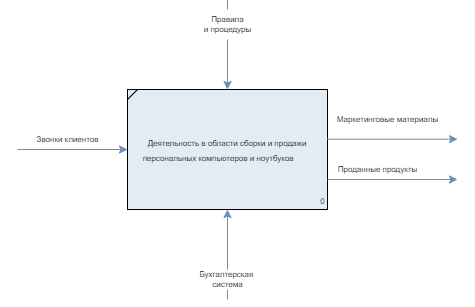 Правила
и процедуры
Маркетинговые материалы
Звонки клиентов
Деятельность в области сборки и продажи
персональных компьютеров и ноутбуков
Проданные продукты
0
Бухгалтерская
система